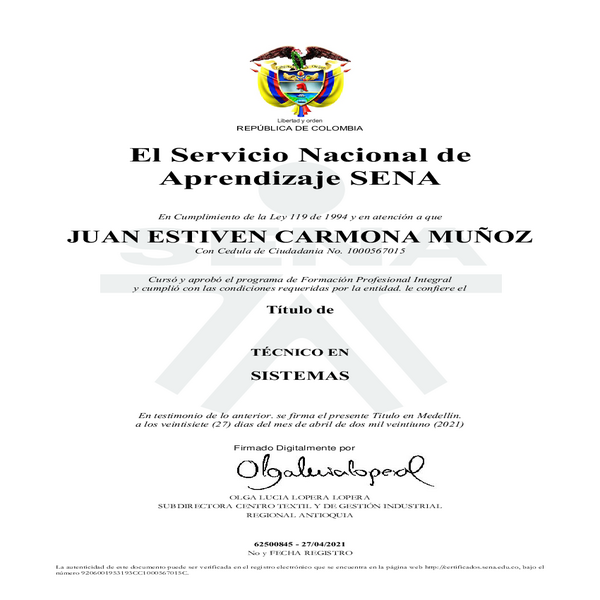 Libertad y orden
REPÚBLICA DE COLOMBIA
El Servicio Nacional de
Aprendizaje SENA
En Cumplimiento de la Ley 119 de 1994 y en atención a que
JUAN ESTIVEN CARMONA MUÑOZ
Con Cedula de Ciudadania No. 1000567015
SENA
Cursó y aprobó el programa de Formación Profesional Integral
y cumplió con las condiciones requeridas por la entidad, le confiere el
Título de
TÉCNICO EN
SISTEMAS
En testimonio de lo anterior, se firma el presente Título en Medellín,
a los veintisiete (27) días del mes de abril de dos mil veintiuno (2021)
Firmado Digitalmente por
Olgalucialopera
OLGA LUCIA LOPERA LOPERA
SUBDIRECTORA CENTRO TEXTIL Y DE GESTIÓN INDUSTRIAL
REGIONAL ANTIOQUIA
62500845 - 27/04/2021
No y FECHA REGISTRO
La autenticidad de este documento puede ser verificada en el registro electrónico que se encuentra en la página web http://certificados.sena.edu.co, bajo el
número 9206001953195CC1000567015C.